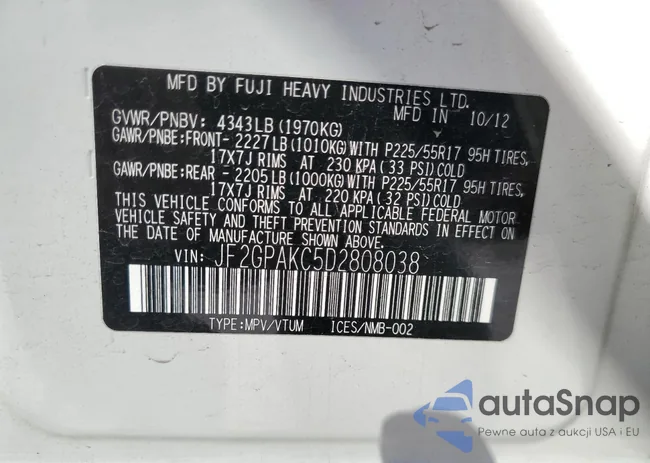 MFD BY FUJI HEAVY INDUSTRIES LTD.
MFD IN 10/12
GVWR/PNBV: 4343LB (1970KG)
GAWR/PNBE:FRONT- 2227LB(1010KG) WITH P225/55R17 95H TIRES,
17X7J RIMS AT 230 KPA (33 PSI) COLD
GAWR/PNBE:REAR - 2205LB(1000KG) WITH P225/55R17 95H TIRES,
17X7J RIMS AT 220 KPA (32 PSI) COLD
THIS VEHICLE CONFORMS TO ALL APPLICABLE FEDERAL MOTOR
VEHICLE SAFETY AND THEFT PREVENTION STANDARDS IN EFFECT ON
THE DATE OF MANUFACTURE SHOWN ABOVE.
VIN: JF2GPAKC5D2808038
TYPE:MPV/VTUM ICES/NMB-002
autoSnap
Pewne auta z aukcji USA i EU